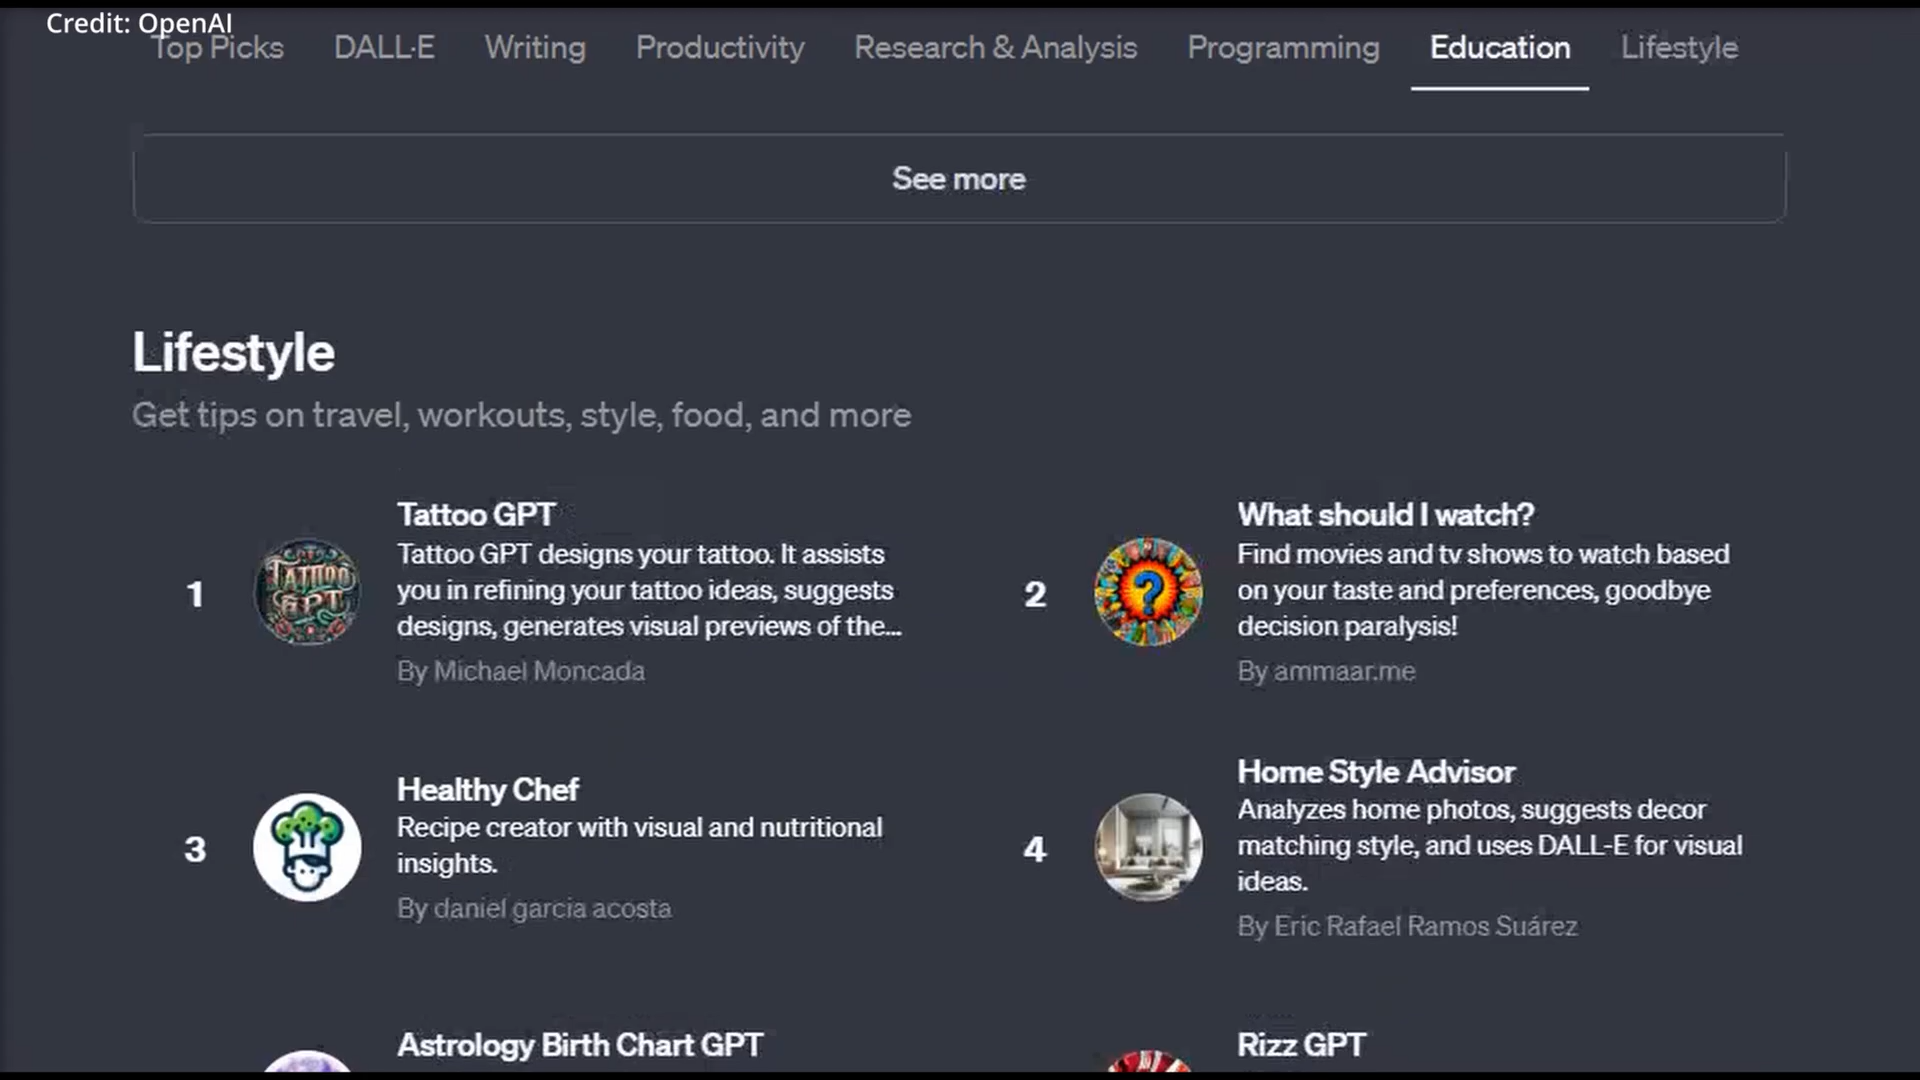 Credit: OpenAI
Top Picks DALL·E Writing Productivity Research & Analysis Programming Education Lifestyle
See more
Lifestyle
Get tips on travel, workouts, style, food, and more
1
TATTOO
GPT
Tattoo GPT
Tattoo GPT designs your tattoo. It assists
you in refining your tattoo ideas, suggests
designs, generates visual previews of the...
By Michael Moncada
2
?
What should I watch?
Find movies and tv shows to watch based
on your taste and preferences, goodbye
decision paralysis!
By ammaar.me
3
Healthy Chef
Recipe creator with visual and nutritional
insights.
By daniel garcia acosta
4
Home Style Advisor
Analyzes home photos, suggests decor
matching style, and uses DALL-E for visual
ideas.
By Eric Rafael Ramos Suárez
Astrology Birth Chart GPT
Rizz GPT